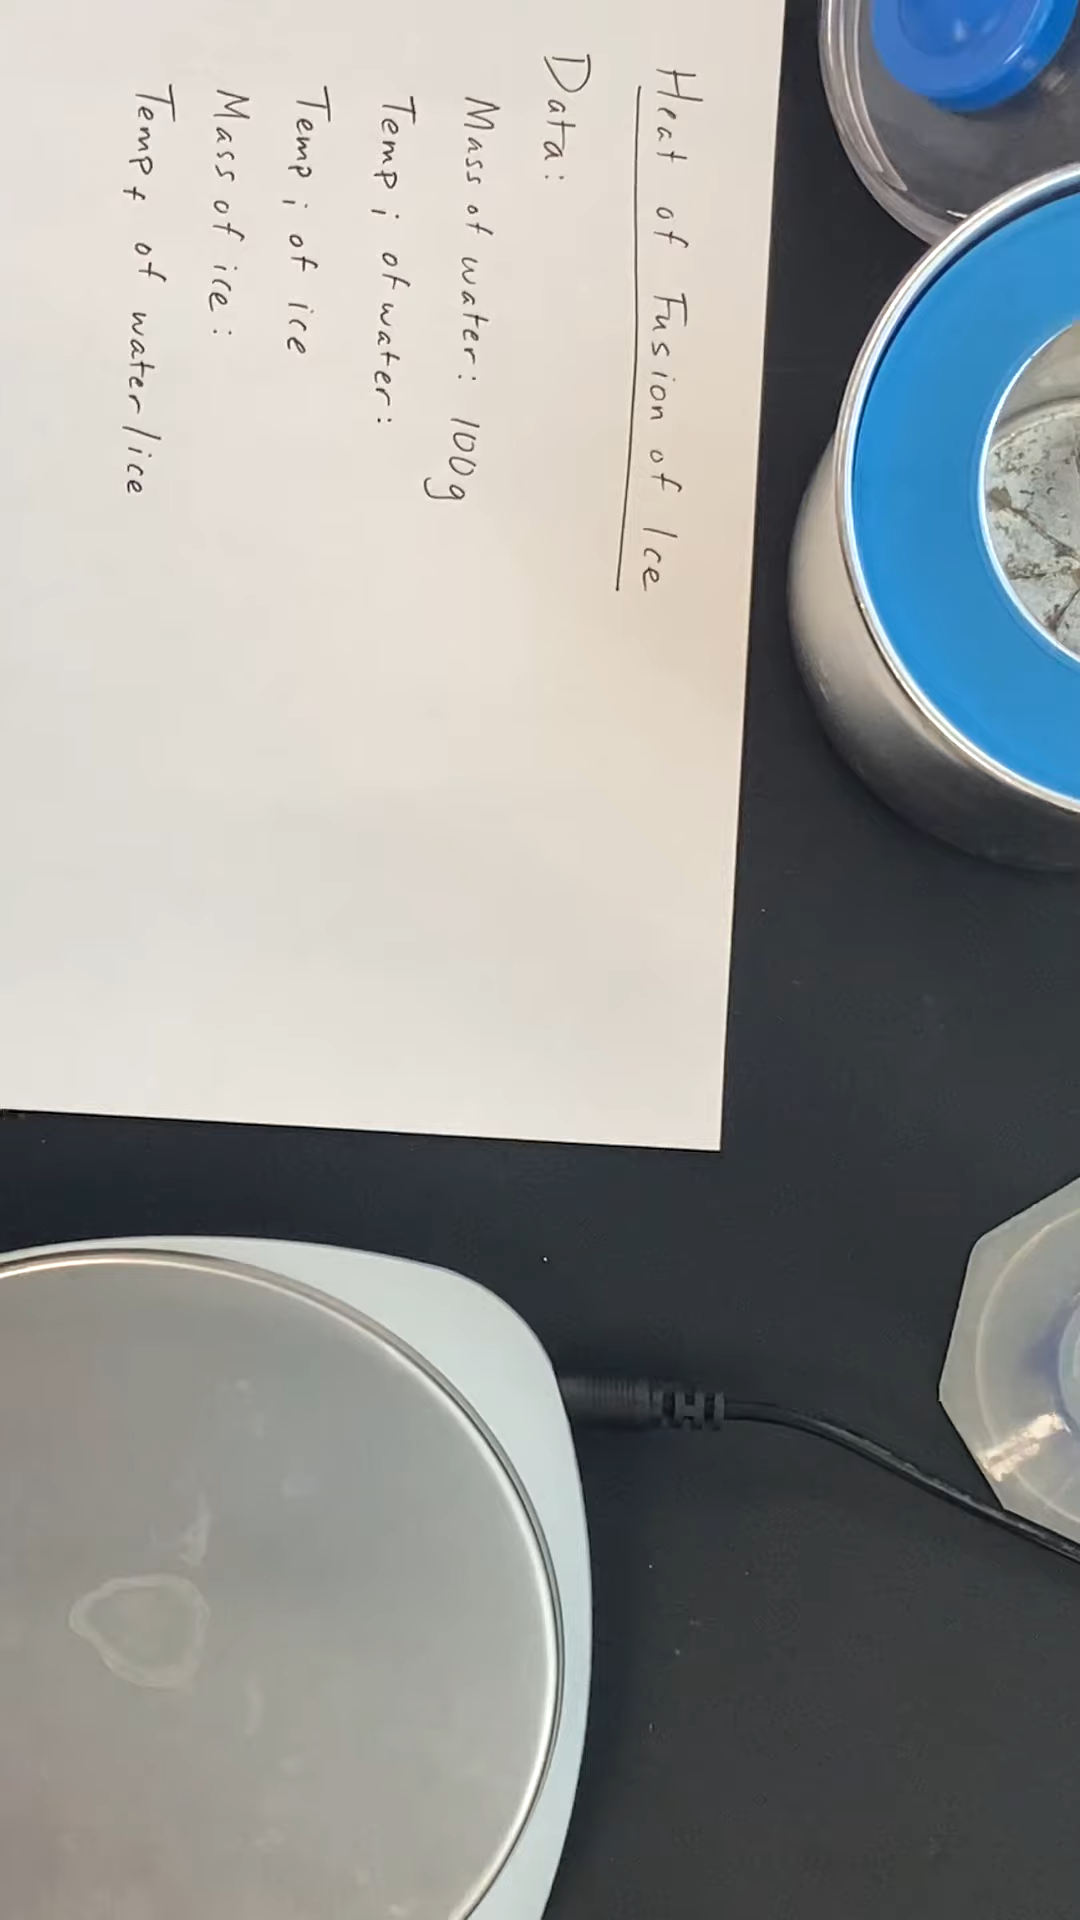 Heat of Fusion of Ice
Data:
Mass of water: 100g
Temp i of water:
Temp i of ice
Mass of ice:
Temp f of water/ice